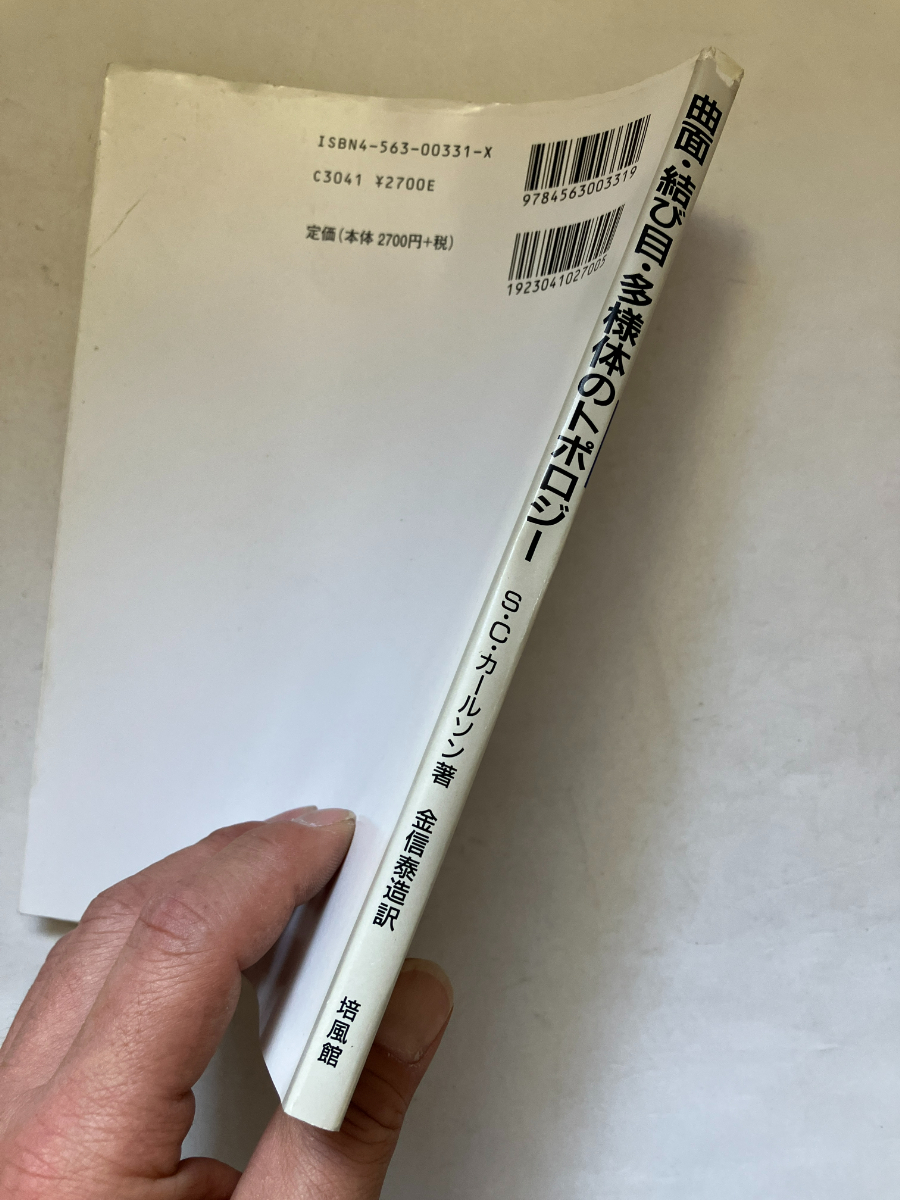 ISBN4-563-00331-X
C3041 ¥2700E
定価(本体 2700円+税)
9784563003319
1923041027005
曲面・結び目・多様体のトポロジー
S・C・カールソン著
金信泰造訳
培風館